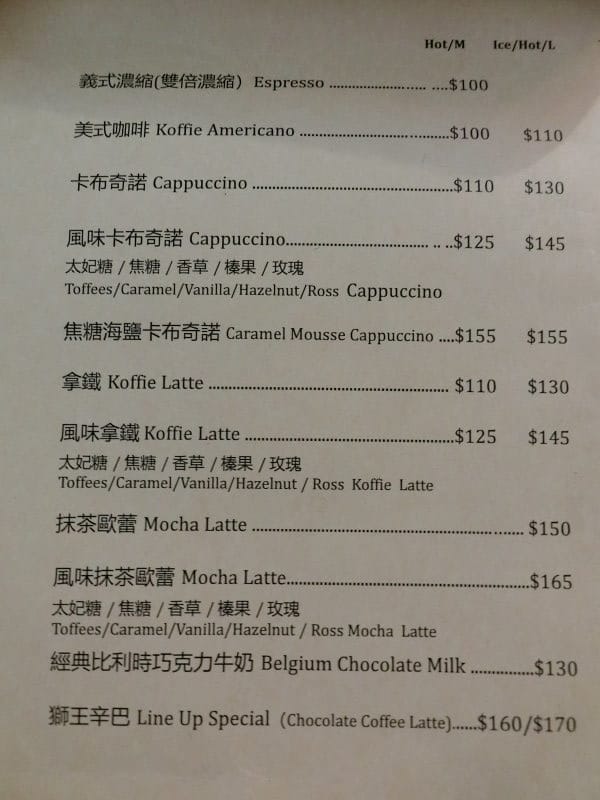 Hot/M Ice/Hot/L
義式濃縮(雙倍濃縮) Espresso ............................ ....$100
美式咖啡 Koffie Americano ........................................$100 $110
卡布奇諾 Cappuccino .....................................................$110 $130
風味卡布奇諾 Cappuccino...................................... .. ..$125 $145
太妃糖 / 焦糖 / 香草 / 榛果 / 玫瑰
Toffees/Caramel/Vanilla/Hazelnut/Ross Cappuccino
焦糖海鹽卡布奇諾 Caramel Mousse Cappuccino ....$155 $155
拿鐵 Koffie Latte ................................................................ $110 $130
風味拿鐵 Koffie Latte .......................................................$125 $145
太妃糖 / 焦糖 / 香草 / 榛果 / 玫瑰
Toffees/Caramel/Vanilla/Hazelnut / Ross Koffie Latte
抹茶歐蕾 Mocha Latte ....................................................................... $150
風味抹茶歐蕾 Mocha Latte................................................................$165
太妃糖 / 焦糖 / 香草 / 榛果 / 玫瑰
Toffees/Caramel/Vanilla/Hazelnut / Ross Mocha Latte
經典比利時巧克力牛奶 Belgium Chocolate Milk ...............$130
獅王辛巴 Line Up Special (Chocolate Coffee Latte)......$160/$170